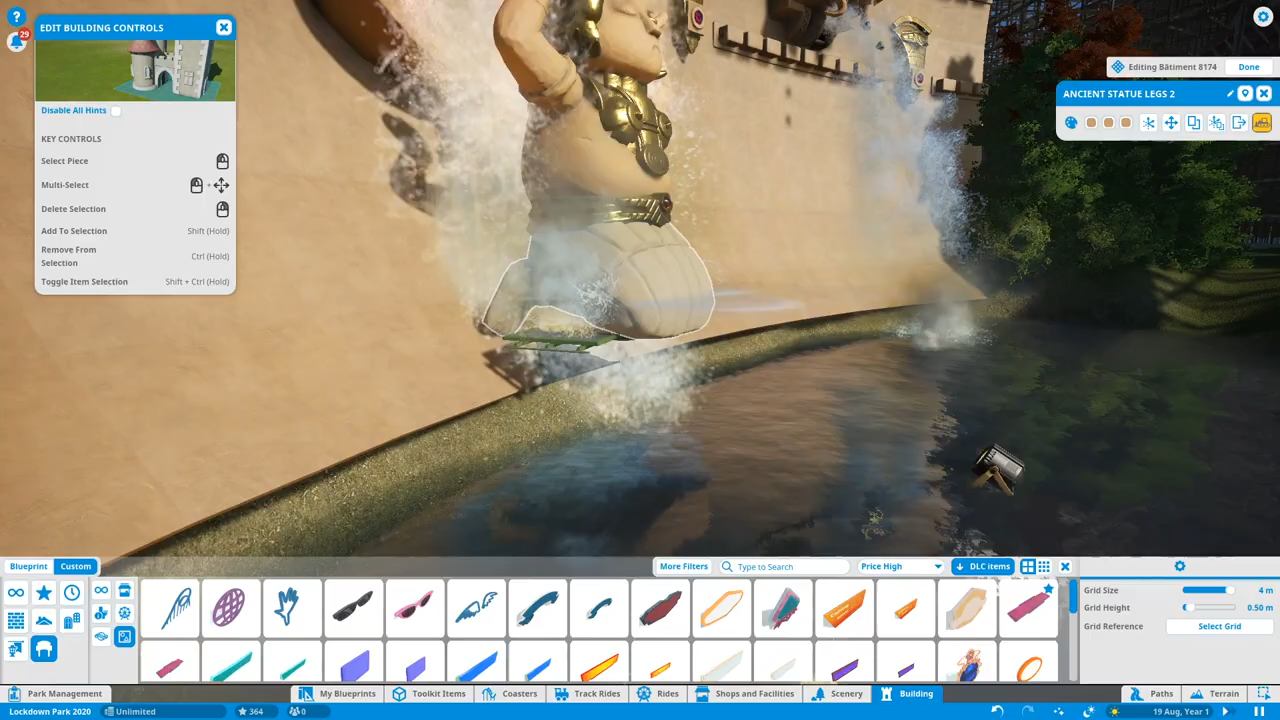 ?
29
EDIT BUILDING CONTROLS
Disable All Hints
KEY CONTROLS
Select Piece
Multi-Select
Delete Selection
Add To Selection Shift (Hold)
Remove From
Selection
Ctrl (Hold)
Toggle Item Selection Shift + Ctrl (Hold)
Editing Bâtiment 8174 Done
ANCIENT STATUE LEGS 2
Blueprint Custom More Filters Type to Search Price High DLC items
Grid Size 4 m
Grid Height 0.50 m
Grid Reference Select Grid
Park Management My Blueprints Toolkit Items Coasters Track Rides Rides Shops and Facilities Scenery Building Paths Terrain
Lockdown Park 2020 Unlimited 364 0 19 Aug, Year 1